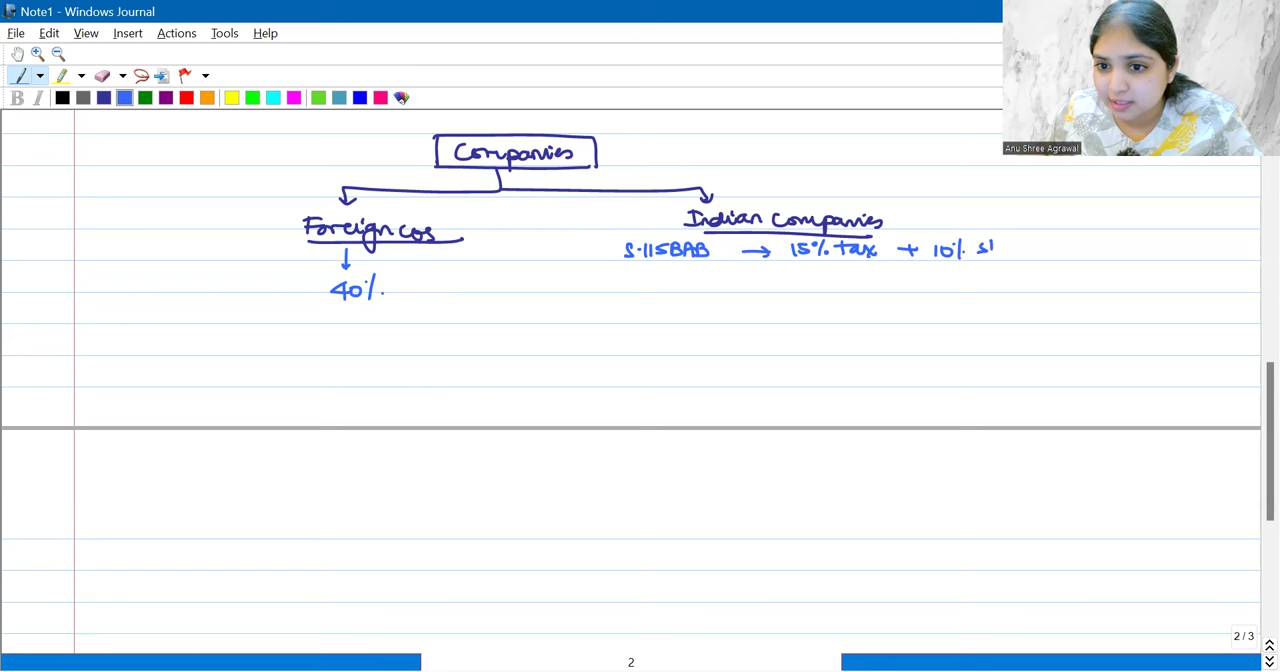 Note1 - Windows Journal
File Edit View Insert Actions Tools Help
B I
Anu Shree Agrawal
Companies
Foreign cos
Indian Companies
S.115BAB → 15% tax + 10%
↓
40%.
2 / 3
2